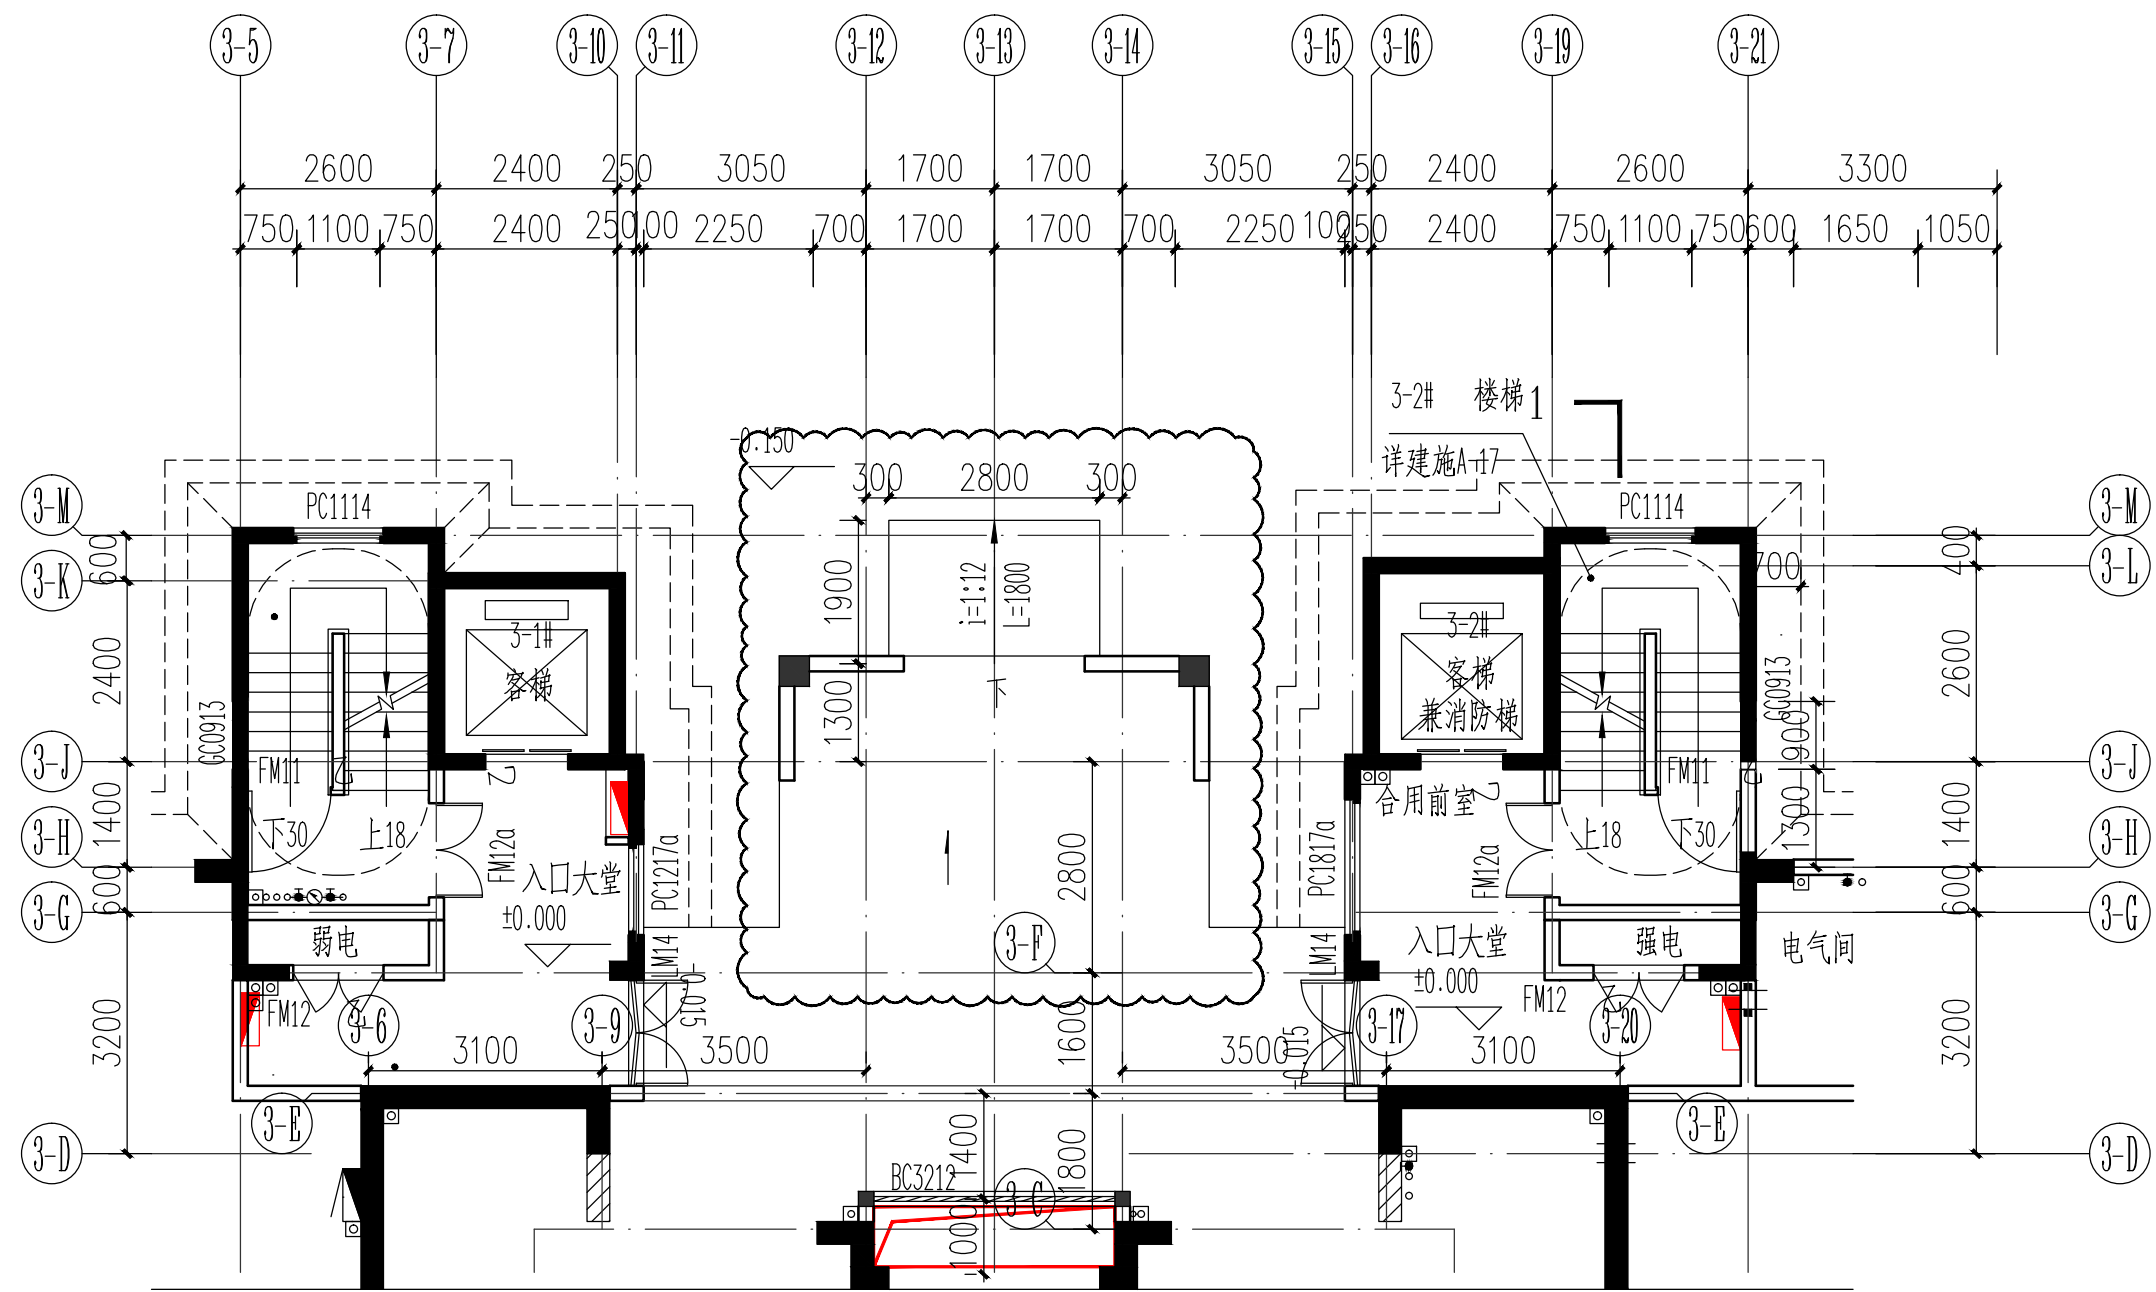 3-5 3-7 3-10 3-11 3-12 3-13 3-14 3-15 3-16 3-19 3-21
2600 2400 250 3050 1700 1700 3050 250 2400 2600 3300
750 1100 750 2400 250 100 2250 700 1700 1700 700 2250 100 250 2400 750 1100 750 600 1650 1050
3-2# 楼梯 1
详建施A-17
-0.150
300 2800 300
3-M PC1114 PC1114 3-M
600 400
3-K 3-L
700
1900
i=1:12
L=1800
2400 2600
3-1#
客梯
3-2#
客梯
兼消防梯
下
GC0913 GC0913
1300
900
3-J 3-J
FM11 FM11
合用前室
1400 1300 1400
3-H 3-H
下30 上18 上18 下30
FM12a PC1217a PC1817a FM12a
2800
入口大堂
±0.000
600 600
3-G 3-G
弱电 强电
入口大堂
±0.000
电气间
3-F
LM14 LM14
-0.015 -0.015
FM12 FM12
3-6 3-9 3-17 3-20
3200 3200
3100 3500 1600 3500 3100
3-E 3-E
3-D 3-D
1400 1800
BC3212
3-C
1000